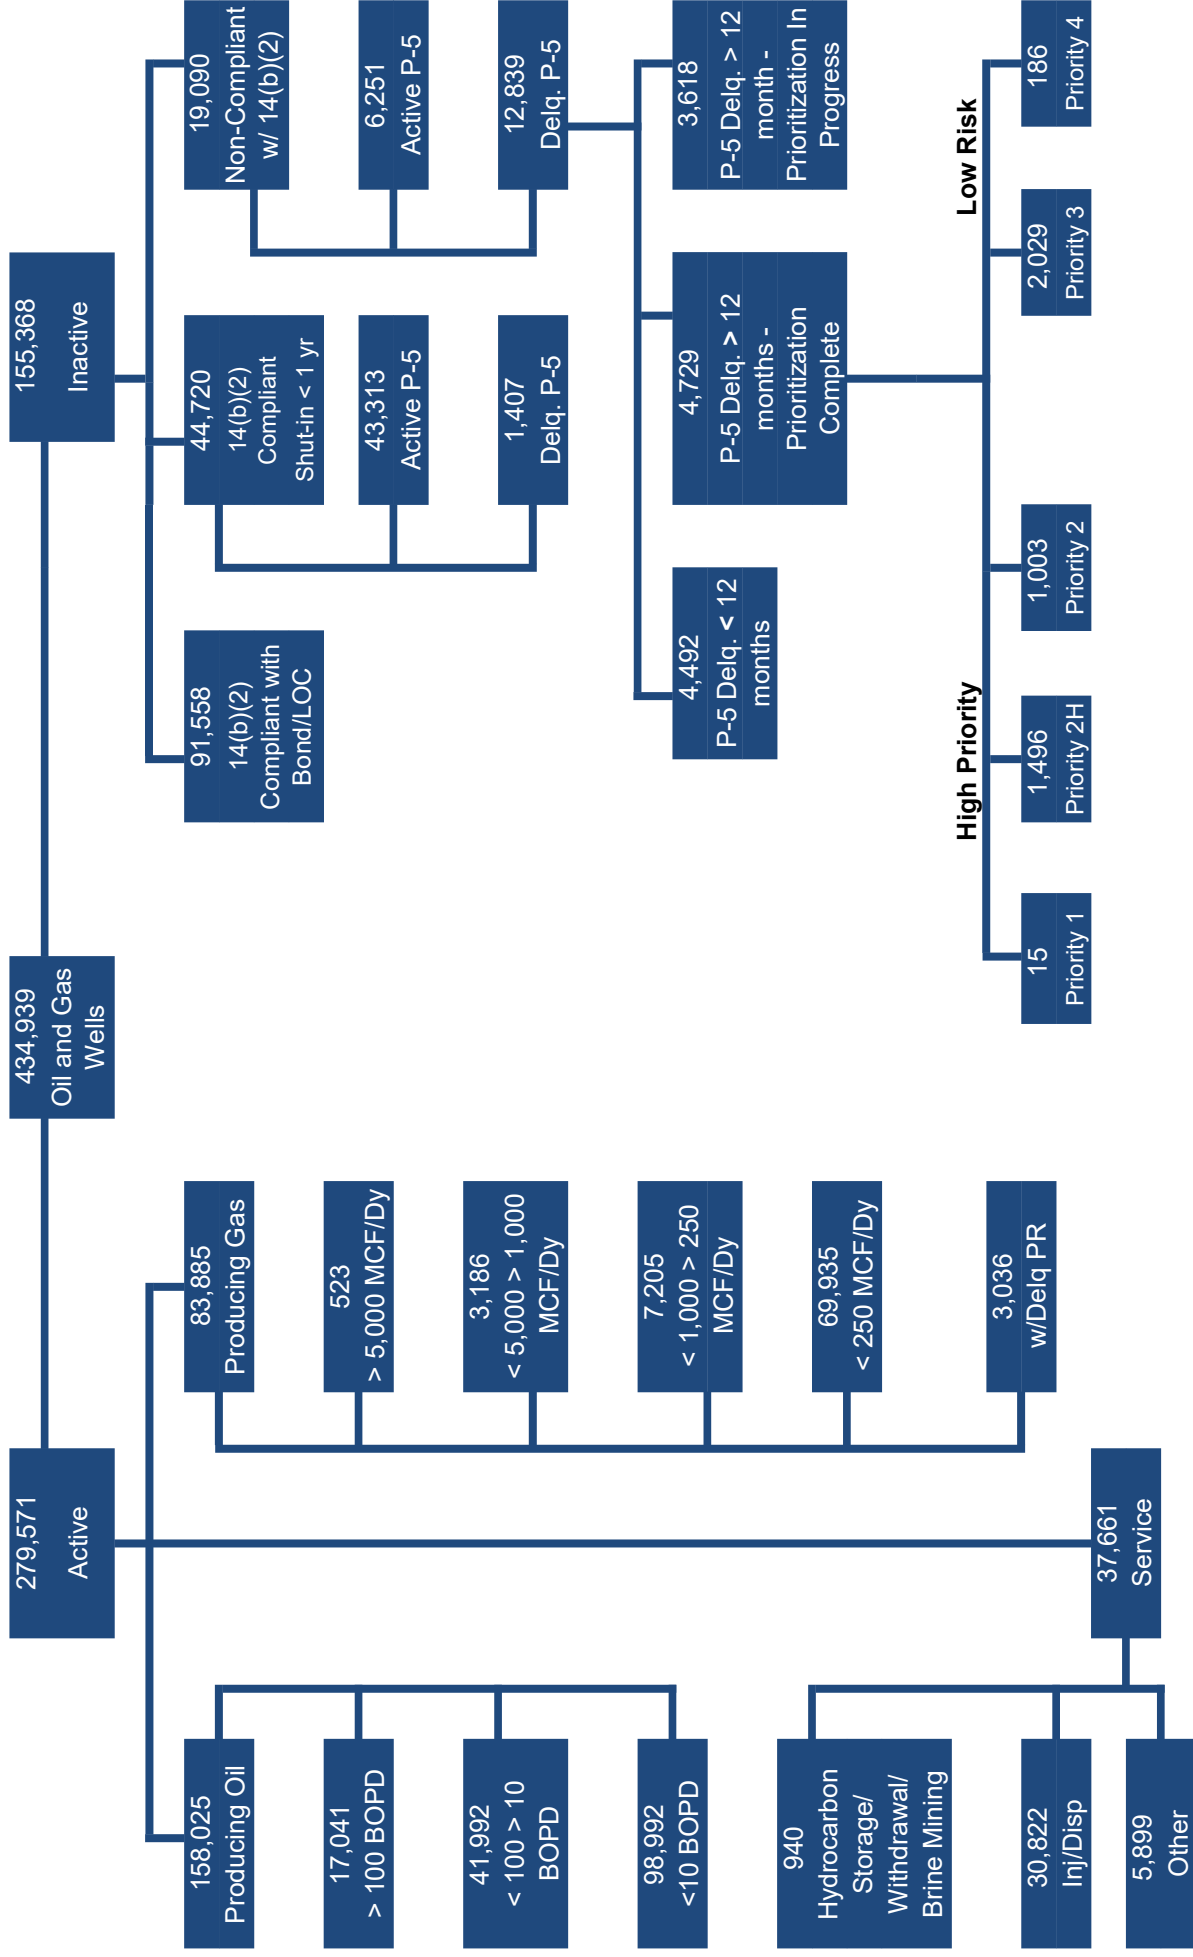 434,939
Oil and Gas
Wells
279,571
Active
155,368
Inactive
158,025
Producing Oil
17,041
> 100 BOPD
41,992
< 100 > 10
BOPD
98,992
<10 BOPD
83,885
Producing Gas
523
> 5,000 MCF/Dy
3,186
< 5,000 > 1,000
MCF/Dy
7,205
< 1,000 > 250
MCF/Dy
69,935
< 250 MCF/Dy
3,036
w/Delq PR
37,661
Service
940
Hydrocarbon
Storage/
Withdrawal/
Brine Mining
30,822
Inj/Disp
5,899
Other
91,558
14(b)(2)
Compliant with
Bond/LOC
44,720
14(b)(2)
Compliant
Shut-in < 1 yr
43,313
Active P-5
1,407
Delq. P-5
19,090
Non-Compliant
w/ 14(b)(2)
6,251
Active P-5
12,839
Delq. P-5
4,492
P-5 Delq. < 12
months
4,729
P-5 Delq. > 12
months -
Prioritization
Complete
3,618
P-5 Delq. > 12
month -
Prioritization In
Progress
High Priority
Low Risk
15
Priority 1
1,496
Priority 2H
1,003
Priority 2
2,029
Priority 3
186
Priority 4